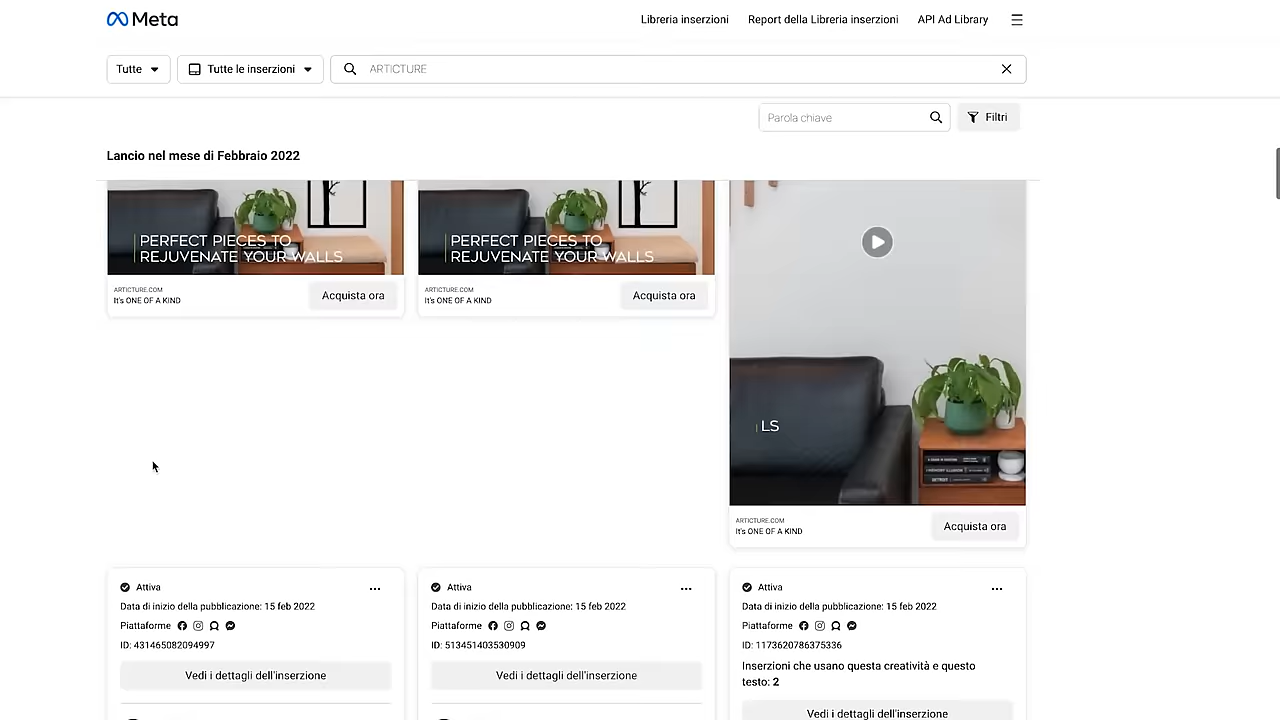 Meta
Libreria inserzioni
Report della Libreria inserzioni
API Ad Library
Tutte
Tutte le inserzioni
ARTICTURE
Parola chiave
Filtri
Lancio nel mese di Febbraio 2022
PERFECT PIECES TO
REJUVENATE YOUR WALLS
ARTICTURE.COM
It's ONE OF A KIND
Acquista ora
PERFECT PIECES TO
REJUVENATE YOUR WALLS
ARTICTURE.COM
It's ONE OF A KIND
Acquista ora
LS
DETROIT
ARTICTURE.COM
It's ONE OF A KIND
Acquista ora
Attiva
Data di inizio della pubblicazione: 15 feb 2022
Piattaforme
ID: 431465082094997
Vedi i dettagli dell'inserzione
Attiva
Data di inizio della pubblicazione: 15 feb 2022
Piattaforme
ID: 513451403530909
Vedi i dettagli dell'inserzione
Attiva
Data di inizio della pubblicazione: 15 feb 2022
Piattaforme
ID: 1173620786375336
Inserzioni che usano questa creatività e questo
testo: 2
Vedi i dettagli dell'inserzione